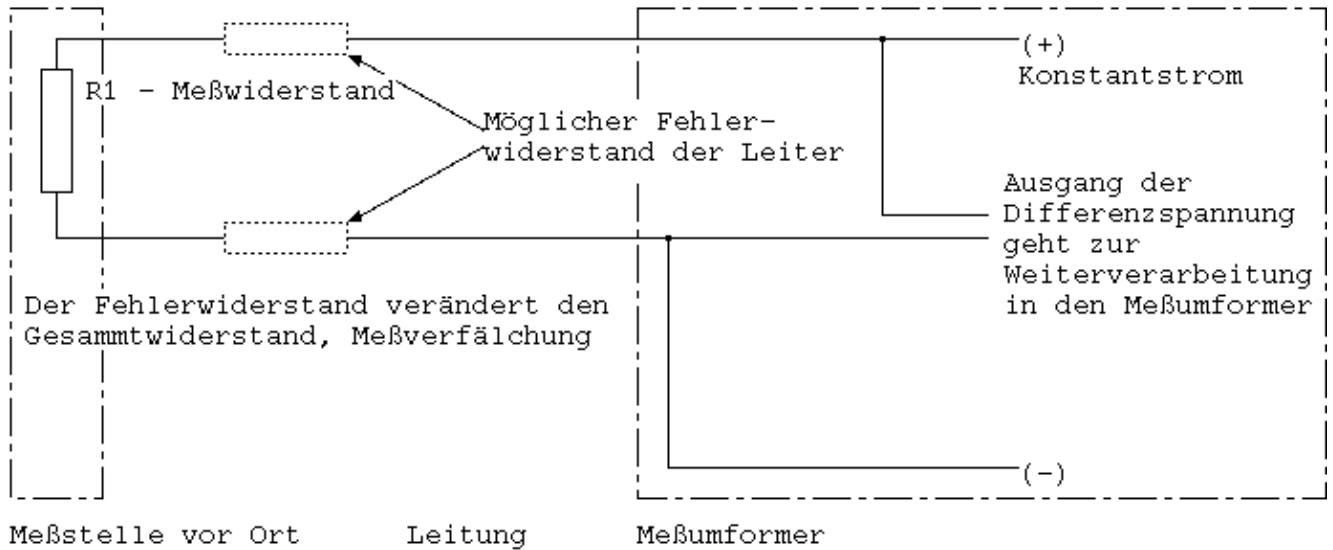 (+)
Konstantstrom
R1 - Meßwiderstand
Möglicher Fehler-
widerstand der Leiter
Ausgang der
Differenzspannung
geht zur
Weiterverarbeitung
in den Meßumformer
Der Fehlerwiderstand verändert den
Gesammtwiderstand, Meßverfälchung
(-)
Meßstelle vor Ort
Leitung
Meßumformer